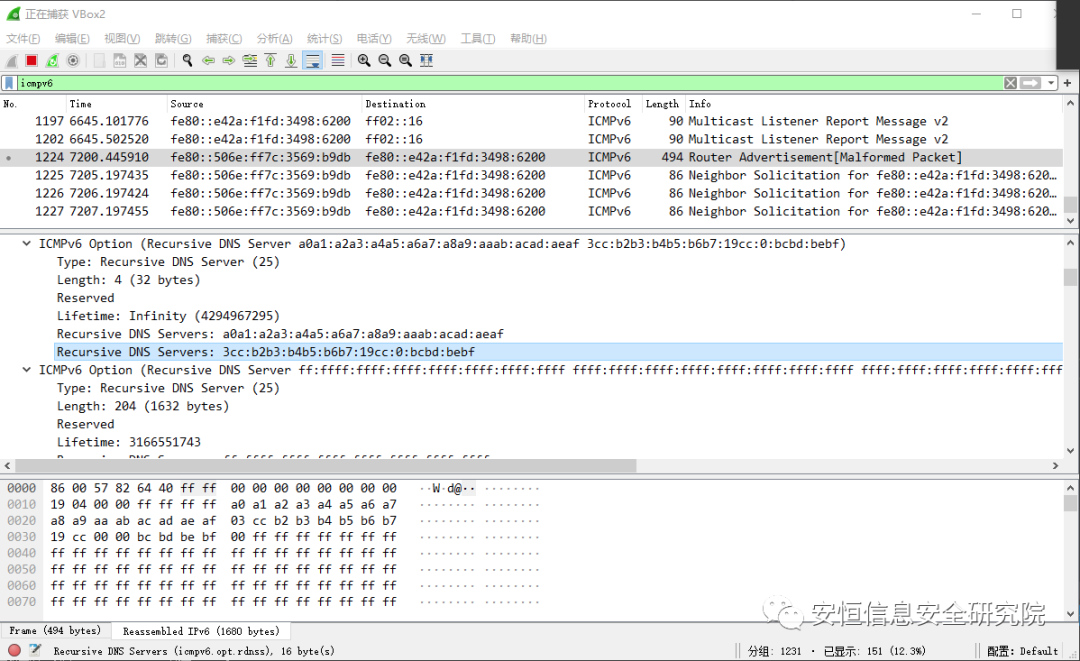 正在捕获 VBox2
文件(F) 编辑(E) 视图(V) 跳转(G) 捕获(C) 分析(A) 统计(S) 电话(Y) 无线(W) 工具(T) 帮助(H)
icmpv6
No. Time Source Destination Protocol Length Info
1197 6645.101776 fe80::e42a:f1fd:3498:6200 ff02::16 ICMPv6 90 Multicast Listener Report Message v2
1202 6645.502520 fe80::e42a:f1fd:3498:6200 ff02::16 ICMPv6 90 Multicast Listener Report Message v2
1224 7200.445910 fe80::506e:ff7c:3569:b9db fe80::e42a:f1fd:3498:6200 ICMPv6 494 Router Advertisement[Malformed Packet]
1225 7205.197435 fe80::506e:ff7c:3569:b9db fe80::e42a:f1fd:3498:6200 ICMPv6 86 Neighbor Solicitation for fe80::e42a:f1fd:3498:620…
1226 7206.197424 fe80::506e:ff7c:3569:b9db fe80::e42a:f1fd:3498:6200 ICMPv6 86 Neighbor Solicitation for fe80::e42a:f1fd:3498:620…
1227 7207.197455 fe80::506e:ff7c:3569:b9db fe80::e42a:f1fd:3498:6200 ICMPv6 86 Neighbor Solicitation for fe80::e42a:f1fd:3498:620…
ICMPv6 Option (Recursive DNS Server a0a1:a2a3:a4a5:a6a7:a8a9:aaab:acad:aeaf 3cc:b2b3:b4b5:b6b7:19cc:0:bcbd:bebf)
Type: Recursive DNS Server (25)
Length: 4 (32 bytes)
Reserved
Lifetime: Infinity (4294967295)
Recursive DNS Servers: a0a1:a2a3:a4a5:a6a7:a8a9:aaab:acad:aeaf
Recursive DNS Servers: 3cc:b2b3:b4b5:b6b7:19cc:0:bcbd:bebf
ICMPv6 Option (Recursive DNS Server ff:ffff:ffff:ffff:ffff:ffff:ffff:ffff ffff:ffff:ffff:ffff:ffff:ffff:ffff:ffff ffff:ffff:ffff:ffff:ffff:fff
Type: Recursive DNS Server (25)
Length: 204 (1632 bytes)
Reserved
Lifetime: 3166551743
0000 86 00 57 82 64 40 ff ff 00 00 00 00 00 00 00 00 ··W·d@·· ········
0010 19 04 00 00 ff ff ff ff a0 a1 a2 a3 a4 a5 a6 a7 ········ ········
0020 a8 a9 aa ab ac ad ae af 03 cc b2 b3 b4 b5 b6 b7 ········ ········
0030 19 cc 00 00 bc bd be bf 00 ff ff ff ff ff ff ff ········ ········
0040 ff ff ff ff ff ff ff ff ff ff ff ff ff ff ff ff ········ ········
0050 ff ff ff ff ff ff ff ff ff ff ff ff ff ff ff ff ········ ········
0060 ff ff ff ff ff ff ff ff ff ff ff ff ff ff ff ff ········ ········
0070 ff ff ff ff ff ff ff ff ff ff ff ff ff ff ff ff ········ ········
安恒信息安全研究院
Frame (494 bytes) Reassembled IPv6 (1680 bytes)
Recursive DNS Servers (icmpv6.opt.rdnss), 16 byte(s) 分组: 1231 · 已显示: 151 (12.3%) 配置: Default